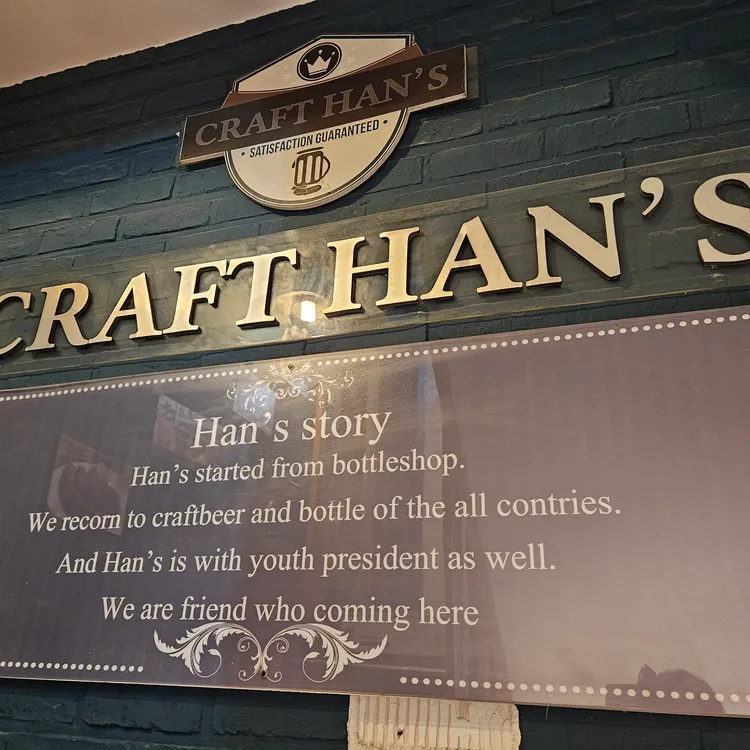 CRAFT HAN'S
• SATISFACTION GUARANTEED •
CRAFT HAN'S
Han's story
Han's started from bottleshop.
We recorn to craftbeer and bottle of the all contries.
And Han's is with youth president as well.
We are friend who coming here